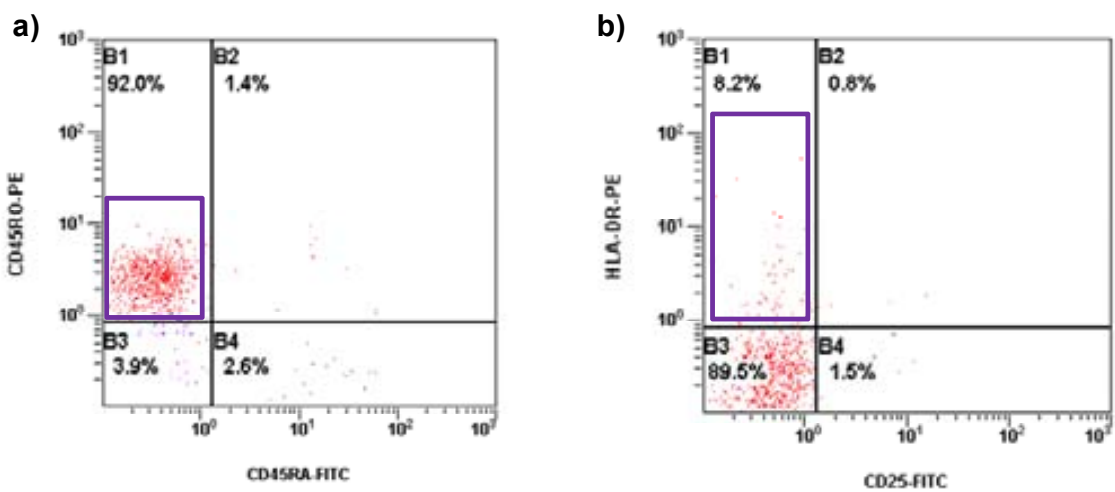 a)
10³
B1
92.0%
B2
1.4%
10²
CD45RO-PE
10¹
10⁰
B3
3.9%
B4
2.6%
10⁰
10¹
10²
10³
CD45RA-FITC
b)
10³
B1
8.2%
B2
0.8%
10²
HLA-DR-PE
10¹
10⁰
B3
89.5%
B4
1.5%
10⁰
10¹
10²
10³
CD25-FITC